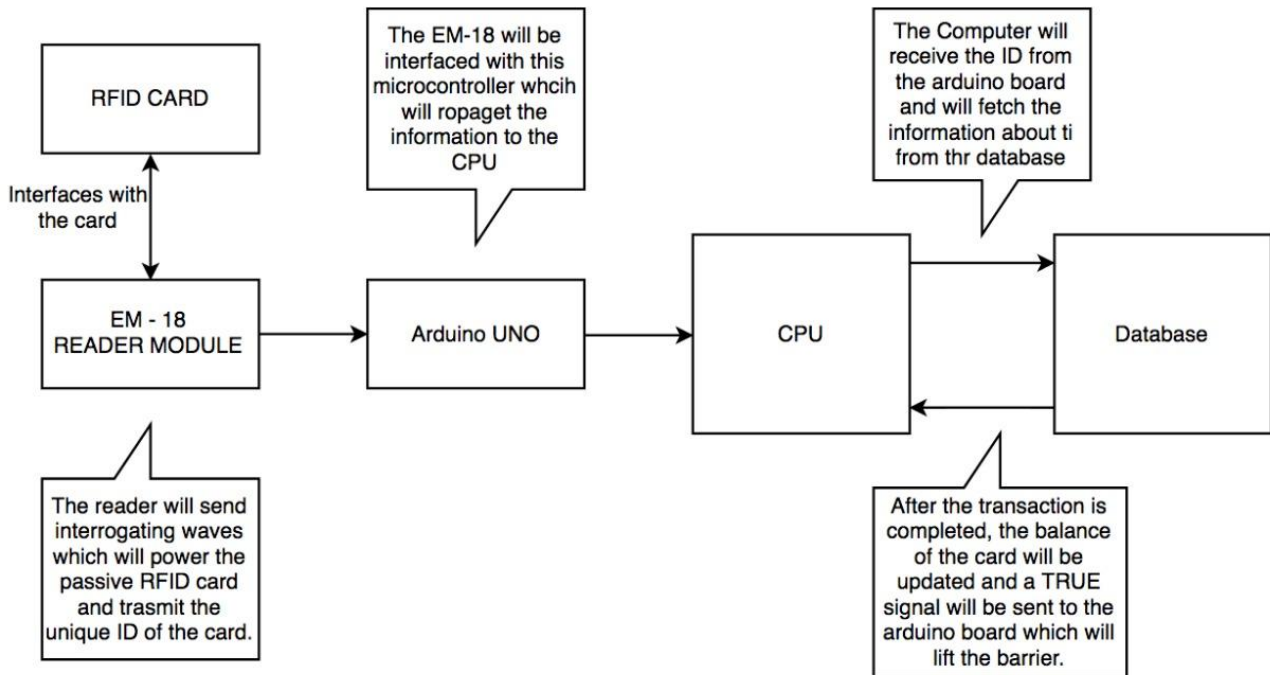 RFID CARD
Interfaces with
the card
EM - 18
READER MODULE
The reader will send
interrogating waves
which will power the
passive RFID card
and trasmit the
unique ID of the card.
The EM-18 will be
interfaced with this
microcontroller whcih
will ropaget the
information to the
CPU
Arduino UNO
CPU
The Computer will
receive the ID from
the arduino board
and will fetch the
information about ti
from thr database
Database
After the transaction is
completed, the balance
of the card will be
updated and a TRUE
signal will be sent to the
arduino board which will
lift the barrier.